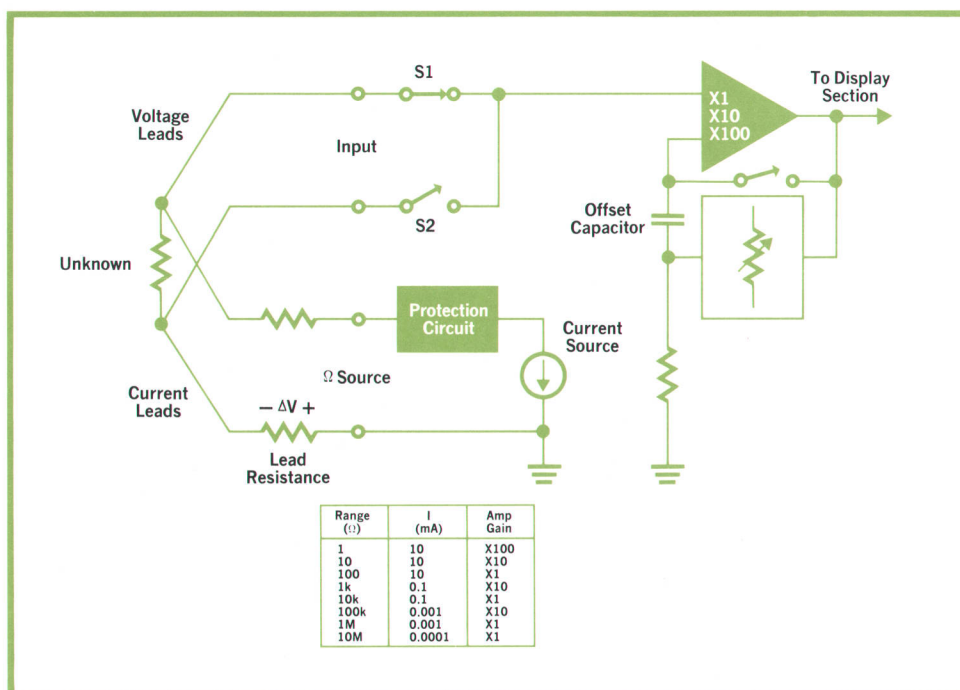 S1
To Display
Section
Voltage
Leads
X1
X10
X100
Input
S2
Offset
Capacitor
Unknown
Protection
Circuit
Current
Source
Ω Source
Current
Leads
− ΔV +
Lead
Resistance
Range (Ω) I (mA) Amp Gain
1 10 X100
10 10 X10
100 10 X1
1k 0.1 X10
10k 0.1 X1
100k 0.001 X10
1M 0.001 X1
10M 0.0001 X1